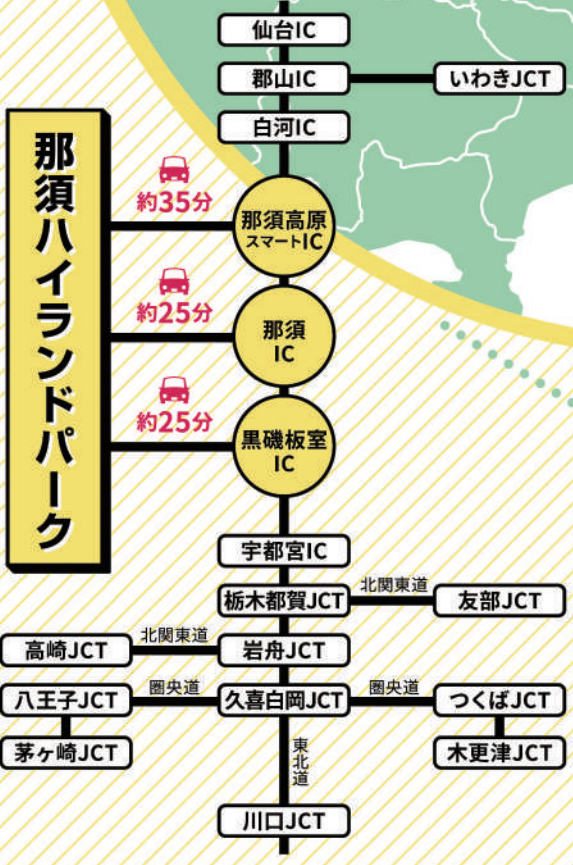 仙台IC
郡山IC
いわきJCT
白河IC
那須ハイランドパーク
約35分
那須高原
スマートIC
約25分
那須
IC
約25分
黒磯板室
IC
宇都宮IC
栃木都賀JCT
北関東道
友部JCT
高崎JCT
北関東道
岩舟JCT
八王子JCT
圏央道
久喜白岡JCT
圏央道
つくばJCT
茅ヶ崎JCT
東北道
木更津JCT
川口JCT